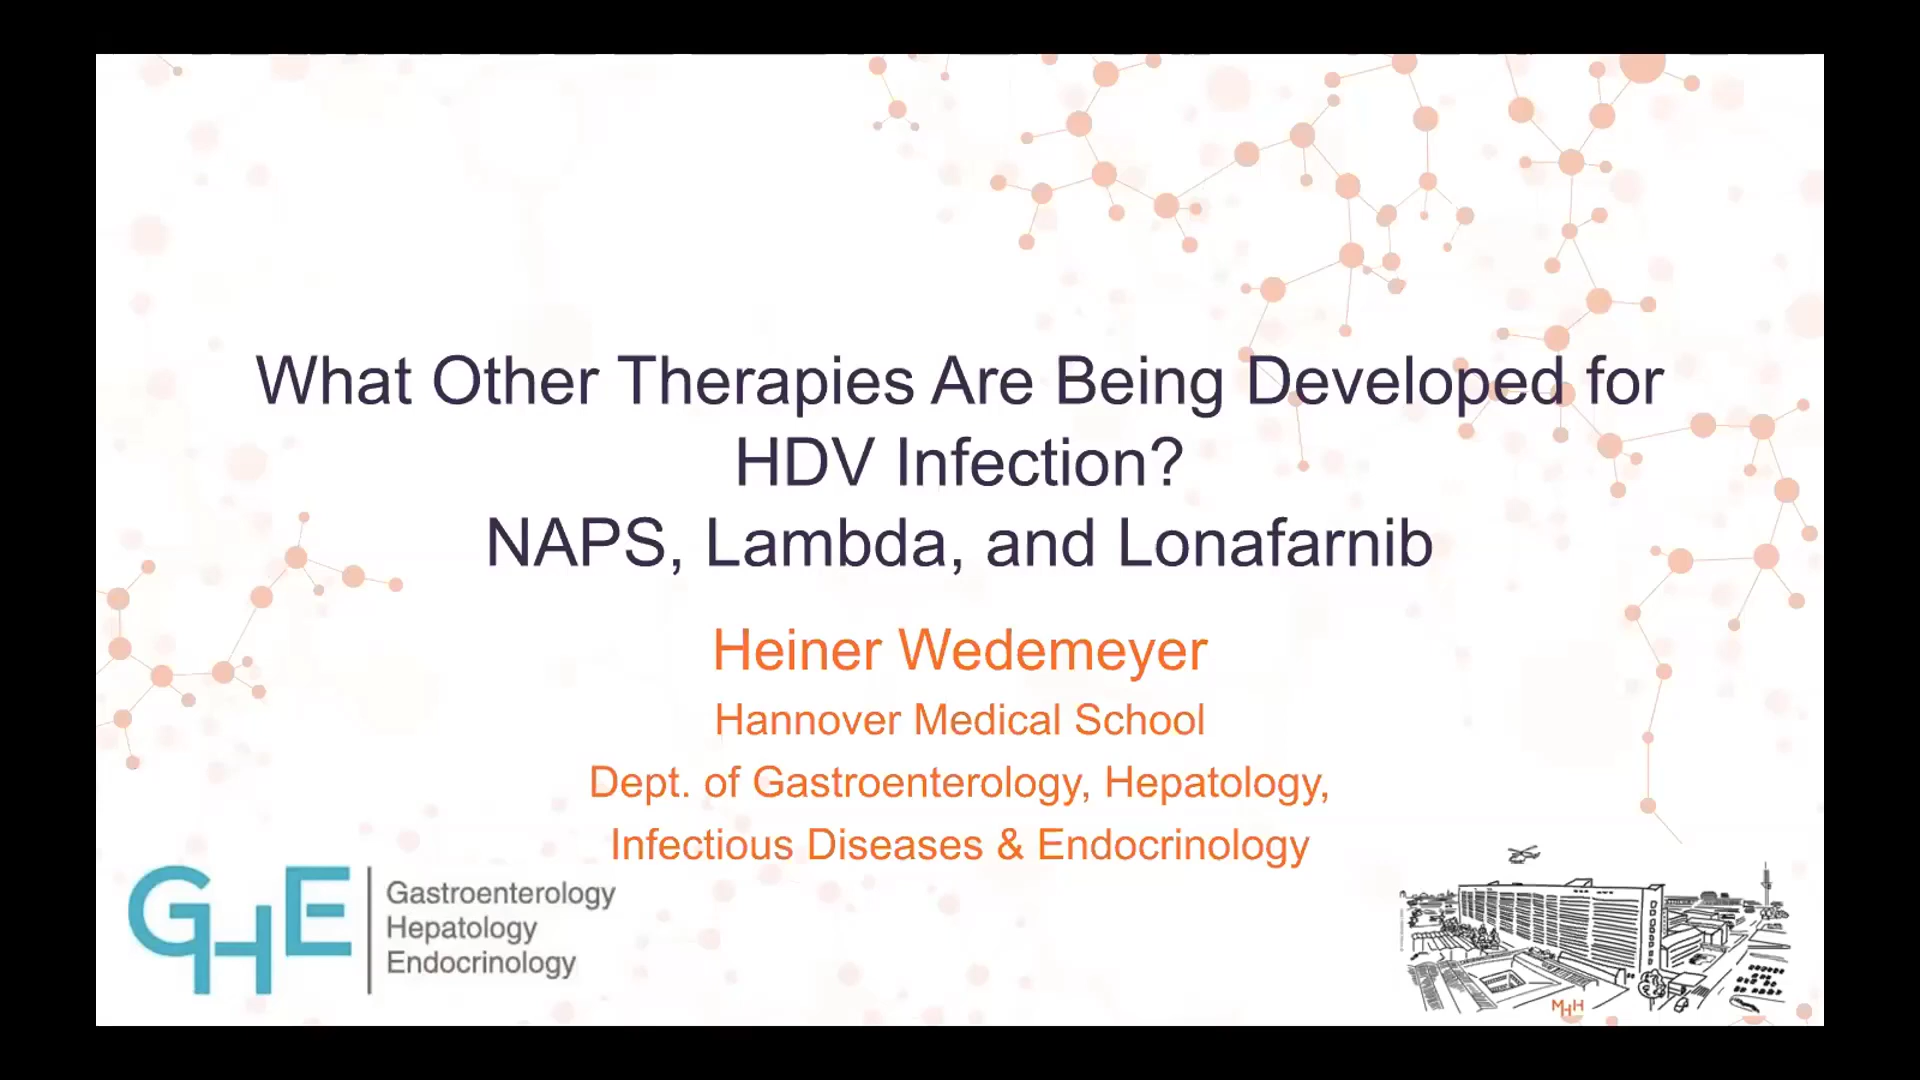 What Other Therapies Are Being Developed for
HDV Infection?
NAPS, Lambda, and Lonafarnib
Heiner Wedemeyer
Hannover Medical School
Dept. of Gastroenterology, Hepatology,
Infectious Diseases & Endocrinology
GHE
Gastroenterology
Hepatology
Endocrinology
MHH